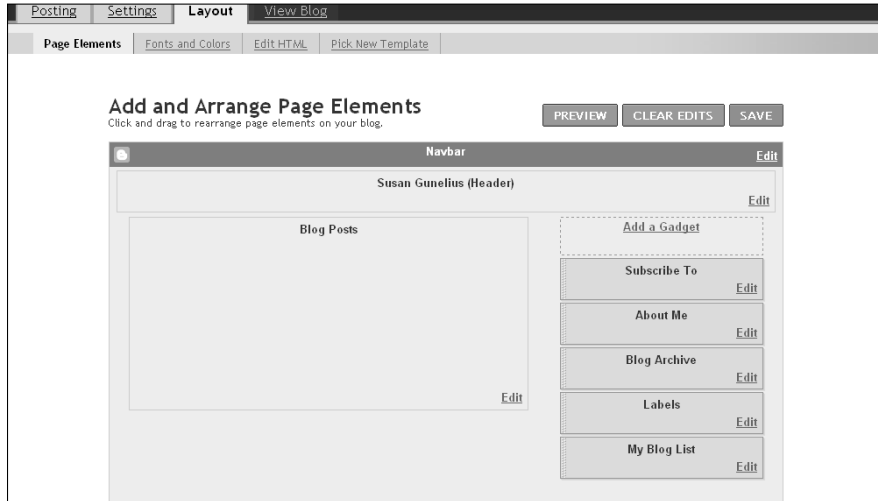 Posting Settings Layout View Blog
Page Elements Fonts and Colors Edit HTML Pick New Template
Add and Arrange Page Elements
Click and drag to rearrange page elements on your blog.
PREVIEW CLEAR EDITS SAVE
Navbar
Edit
Susan Gunelius (Header)
Edit
Blog Posts
Edit
Add a Gadget
Subscribe To
Edit
About Me
Edit
Blog Archive
Edit
Labels
Edit
My Blog List
Edit